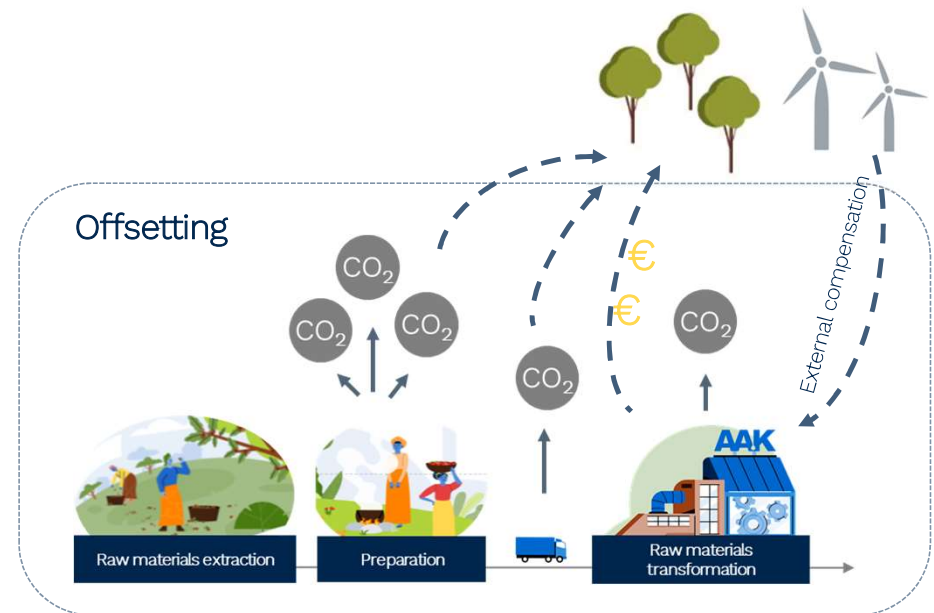 Offsetting
CO₂
CO₂
CO₂
CO₂
CO₂
€
€
External compensation
AAK
Raw materials extraction
Preparation
Raw materials
transformation